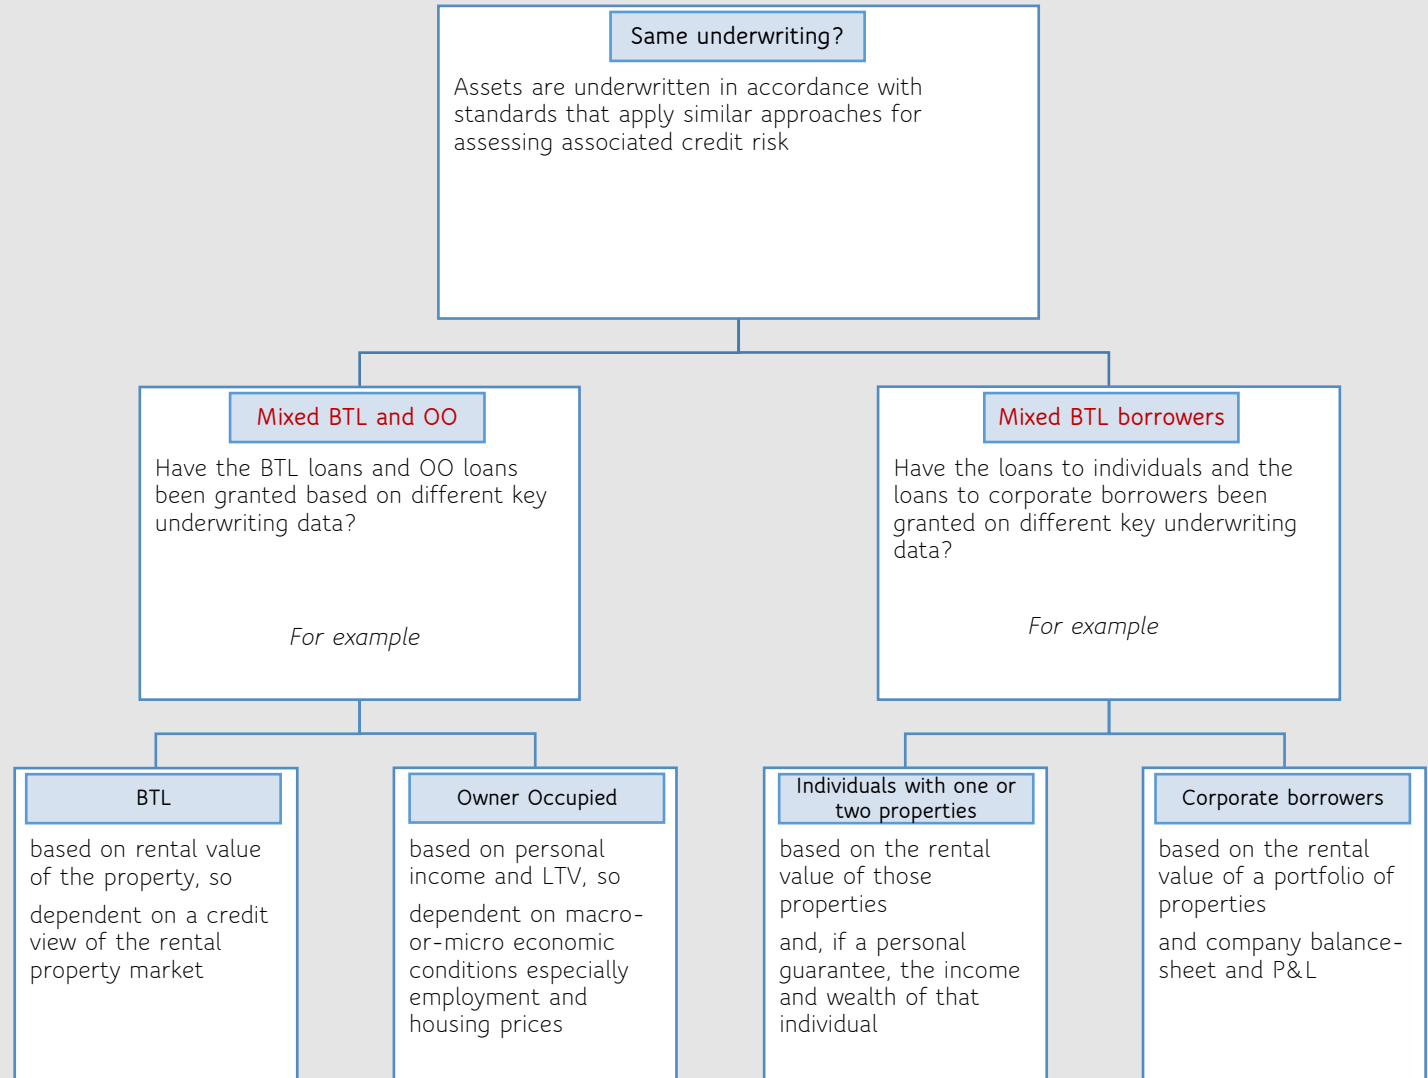 Same underwriting?
Assets are underwritten in accordance with
standards that apply similar approaches for
assessing associated credit risk
Mixed BTL and OO
Have the BTL loans and OO loans
been granted based on different key
underwriting data?
For example
Mixed BTL borrowers
Have the loans to individuals and the
loans to corporate borrowers been
granted on different key underwriting
data?
For example
BTL
based on rental value
of the property, so
dependent on a credit
view of the rental
property market
Owner Occupied
based on personal
income and LTV, so
dependent on macro-
or-micro economic
conditions especially
employment and
housing prices
Individuals with one or
two properties
based on the rental
value of those
properties
and, if a personal
guarantee, the income
and wealth of that
individual
Corporate borrowers
based on the rental
value of a portfolio of
properties
and company balance-
sheet and P&L